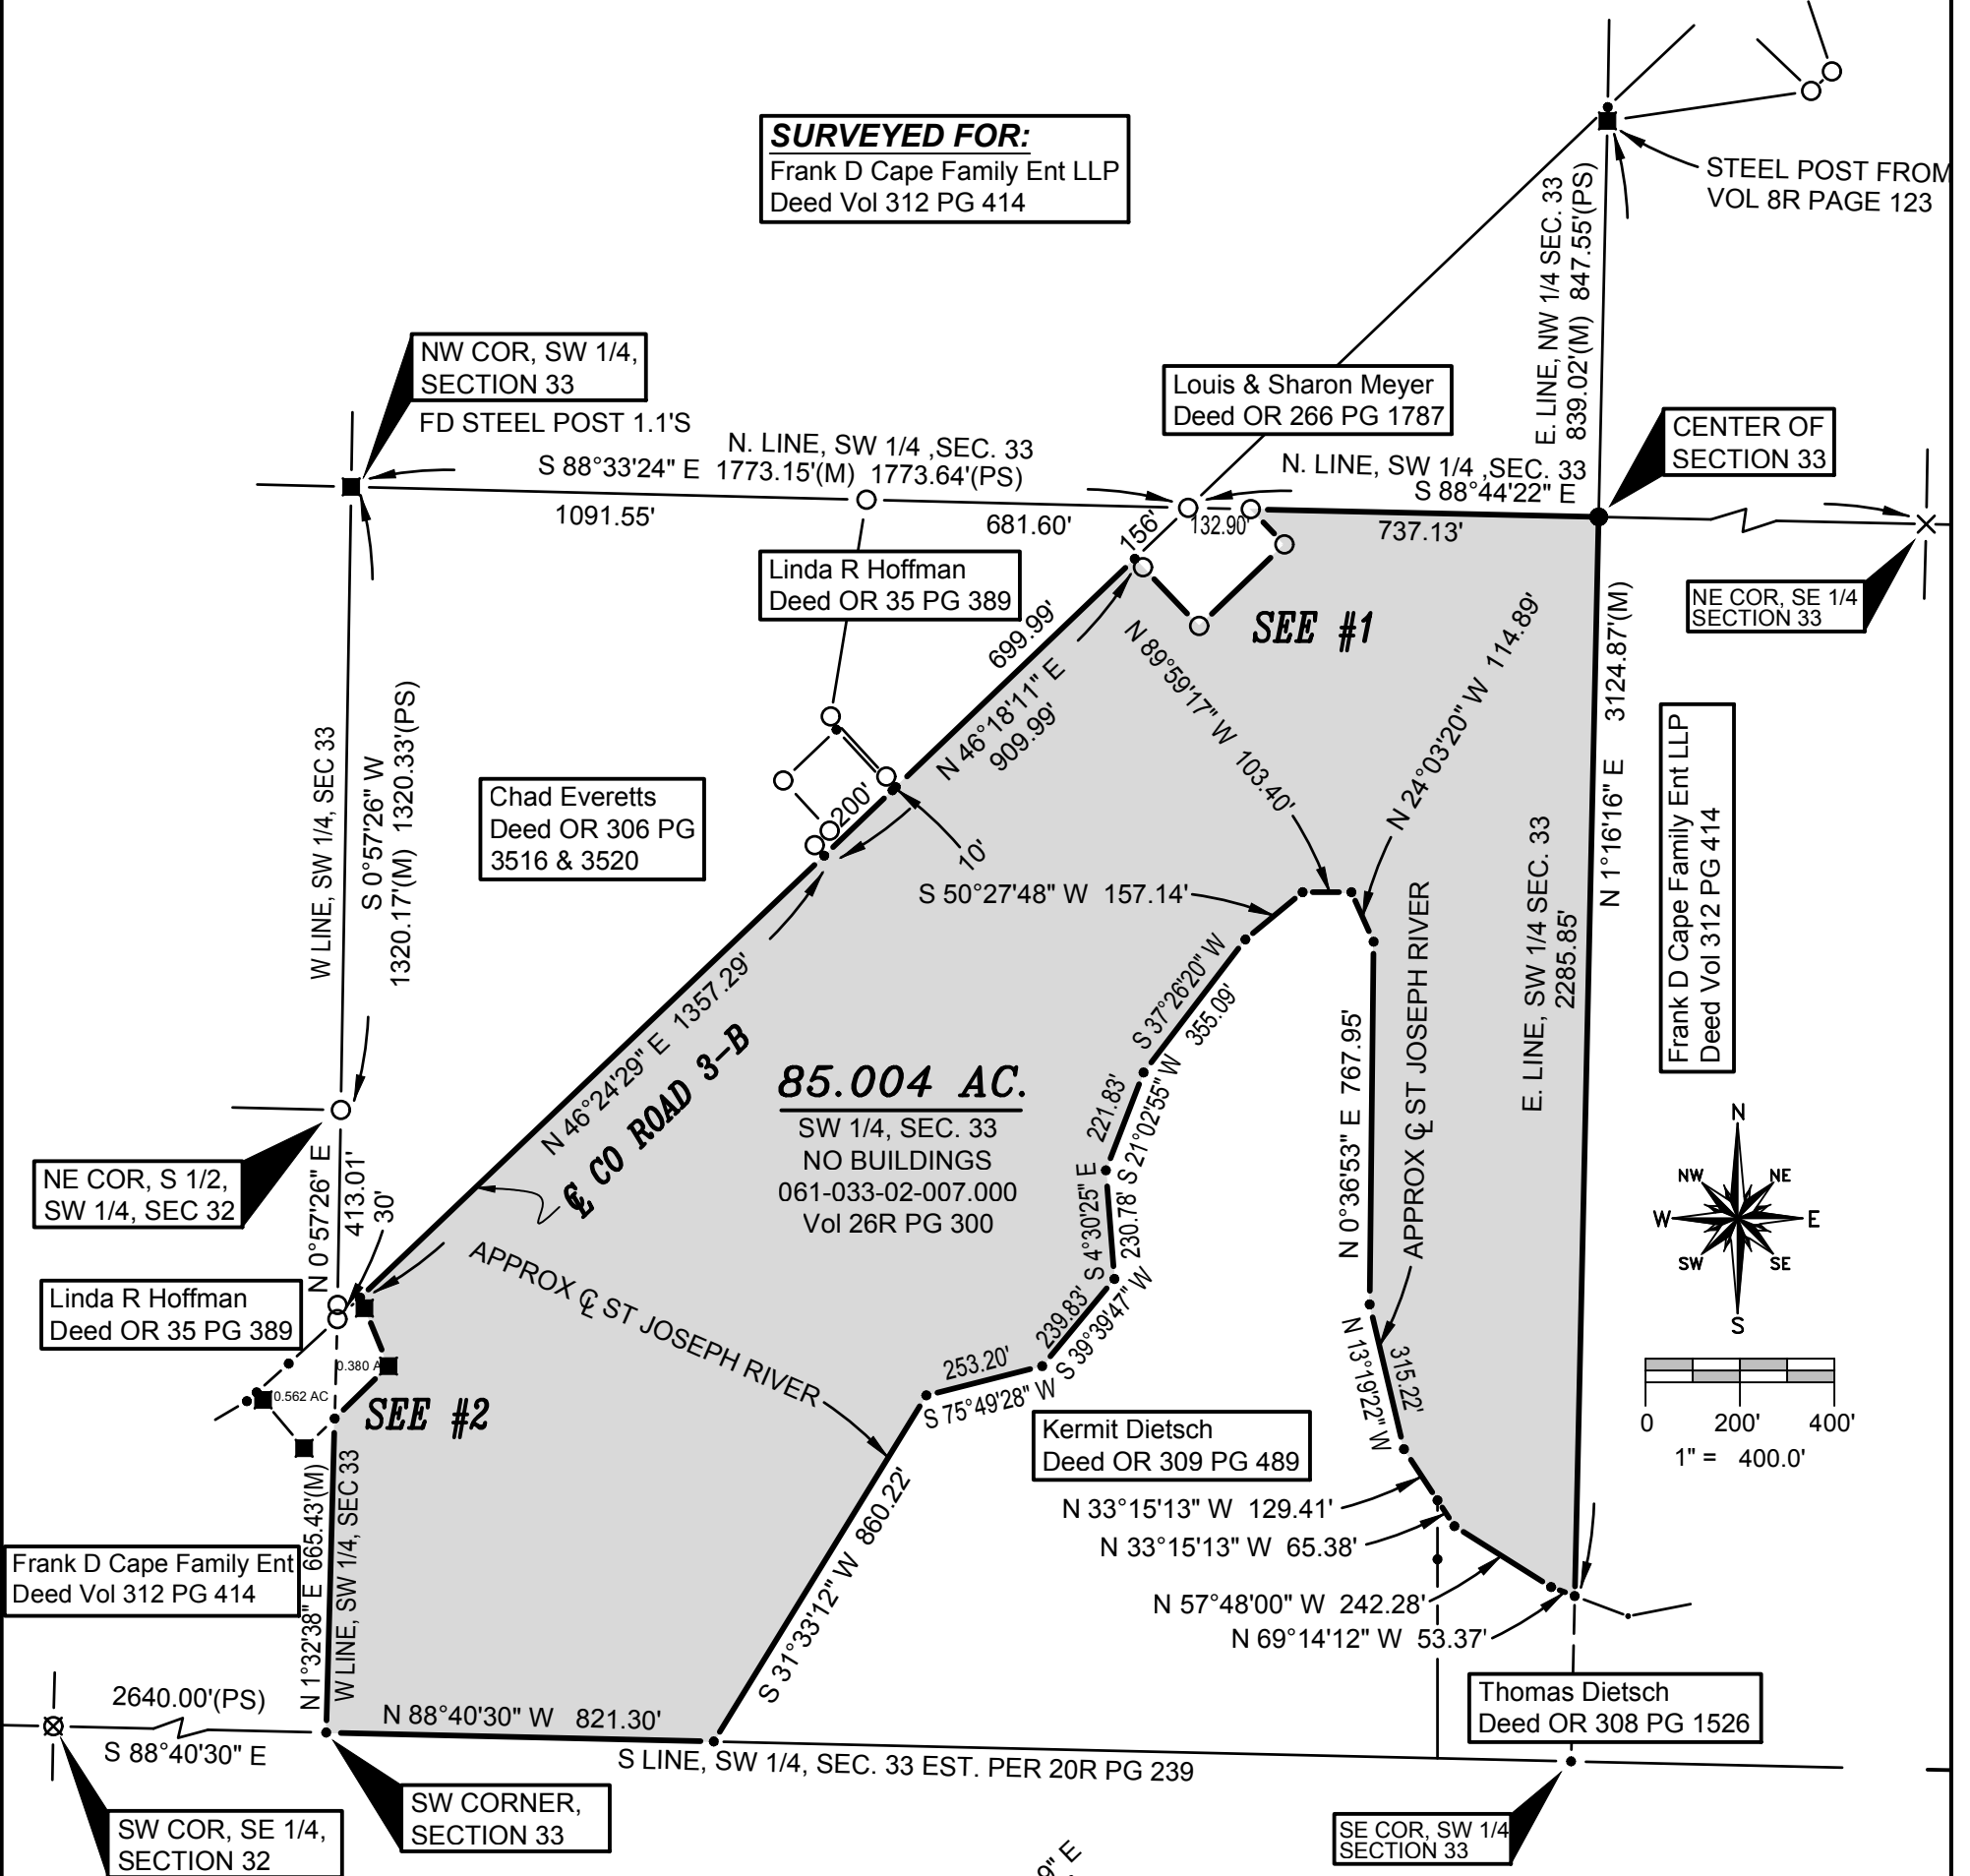 SURVEYED FOR:
Frank D Cape Family Ent LLP
Deed Vol 312 PG 414
STEEL POST FROM
VOL 8R PAGE 123
E. LINE, NW 1/4 SEC. 33
839.02'(M) 847.55'(PS)
NW COR, SW 1/4,
SECTION 33
FD STEEL POST 1.1'S
N. LINE, SW 1/4 ,SEC. 33
S 88°33'24" E 1773.15'(M) 1773.64'(PS)
1091.55'
681.60'
Louis & Sharon Meyer
Deed OR 266 PG 1787
N. LINE, SW 1/4 ,SEC. 33
S 88°44'22" E
CENTER OF
SECTION 33
156'
132.90'
737.13'
Linda R Hoffman
Deed OR 35 PG 389
NE COR, SE 1/4
SECTION 33
SEE #1
699.99'
N 46°18'11" E
909.99'
N 89°59'17" W 103.40'
N 24°03'20" W 114.89'
3124.87'(M)
N 1°16'16" E
E. LINE, SW 1/4 SEC. 33
2285.85'
Frank D Cape Family Ent LLP
Deed Vol 312 PG 414
W LINE, SW 1/4, SEC 33
S 0°57'26" W
1320.17'(M) 1320.33'(PS)
Chad Everetts
Deed OR 306 PG
3516 & 3520
200'
10'
S 50°27'48" W 157.14'
S 37°26'20" W
355.09'
N 46°24'29" E 1357.29'
℄ CO ROAD 3-B
85.004 AC.
SW 1/4, SEC. 33
NO BUILDINGS
061-033-02-007.000
Vol 26R PG 300
221.83'
S 21°02'55" W
S 4°30'25" E
230.78'
239.83'
S 39°39'47" W
253.20'
S 75°49'28" W
N 0°36'53" E 767.95'
APPROX ℄ ST JOSEPH RIVER
N
NE
E
SE
S
SW
W
NW
NE COR, S 1/2,
SW 1/4, SEC 32
N 0°57'26" E
413.01'
30'
Linda R Hoffman
Deed OR 35 PG 389
0.380 A
0.562 AC
SEE #2
APPROX ℄ ST JOSEPH RIVER
N 13°19'22" W
315.22'
0 200' 400'
1" = 400.0'
Kermit Dietsch
Deed OR 309 PG 489
N 33°15'13" W 129.41'
N 33°15'13" W 65.38'
N 57°48'00" W 242.28'
N 69°14'12" W 53.37'
S 31°33'12" W 860.22'
Frank D Cape Family Ent
Deed Vol 312 PG 414
N 1°32'38" E 665.43'(M)
W LINE, SW 1/4, SEC 33
2640.00'(PS)
S 88°40'30" E
N 88°40'30" W 821.30'
S LINE, SW 1/4, SEC. 33 EST. PER 20R PG 239
Thomas Dietsch
Deed OR 308 PG 1526
SW COR, SE 1/4,
SECTION 32
SW CORNER,
SECTION 33
SE COR, SW 1/4
SECTION 33
9" E